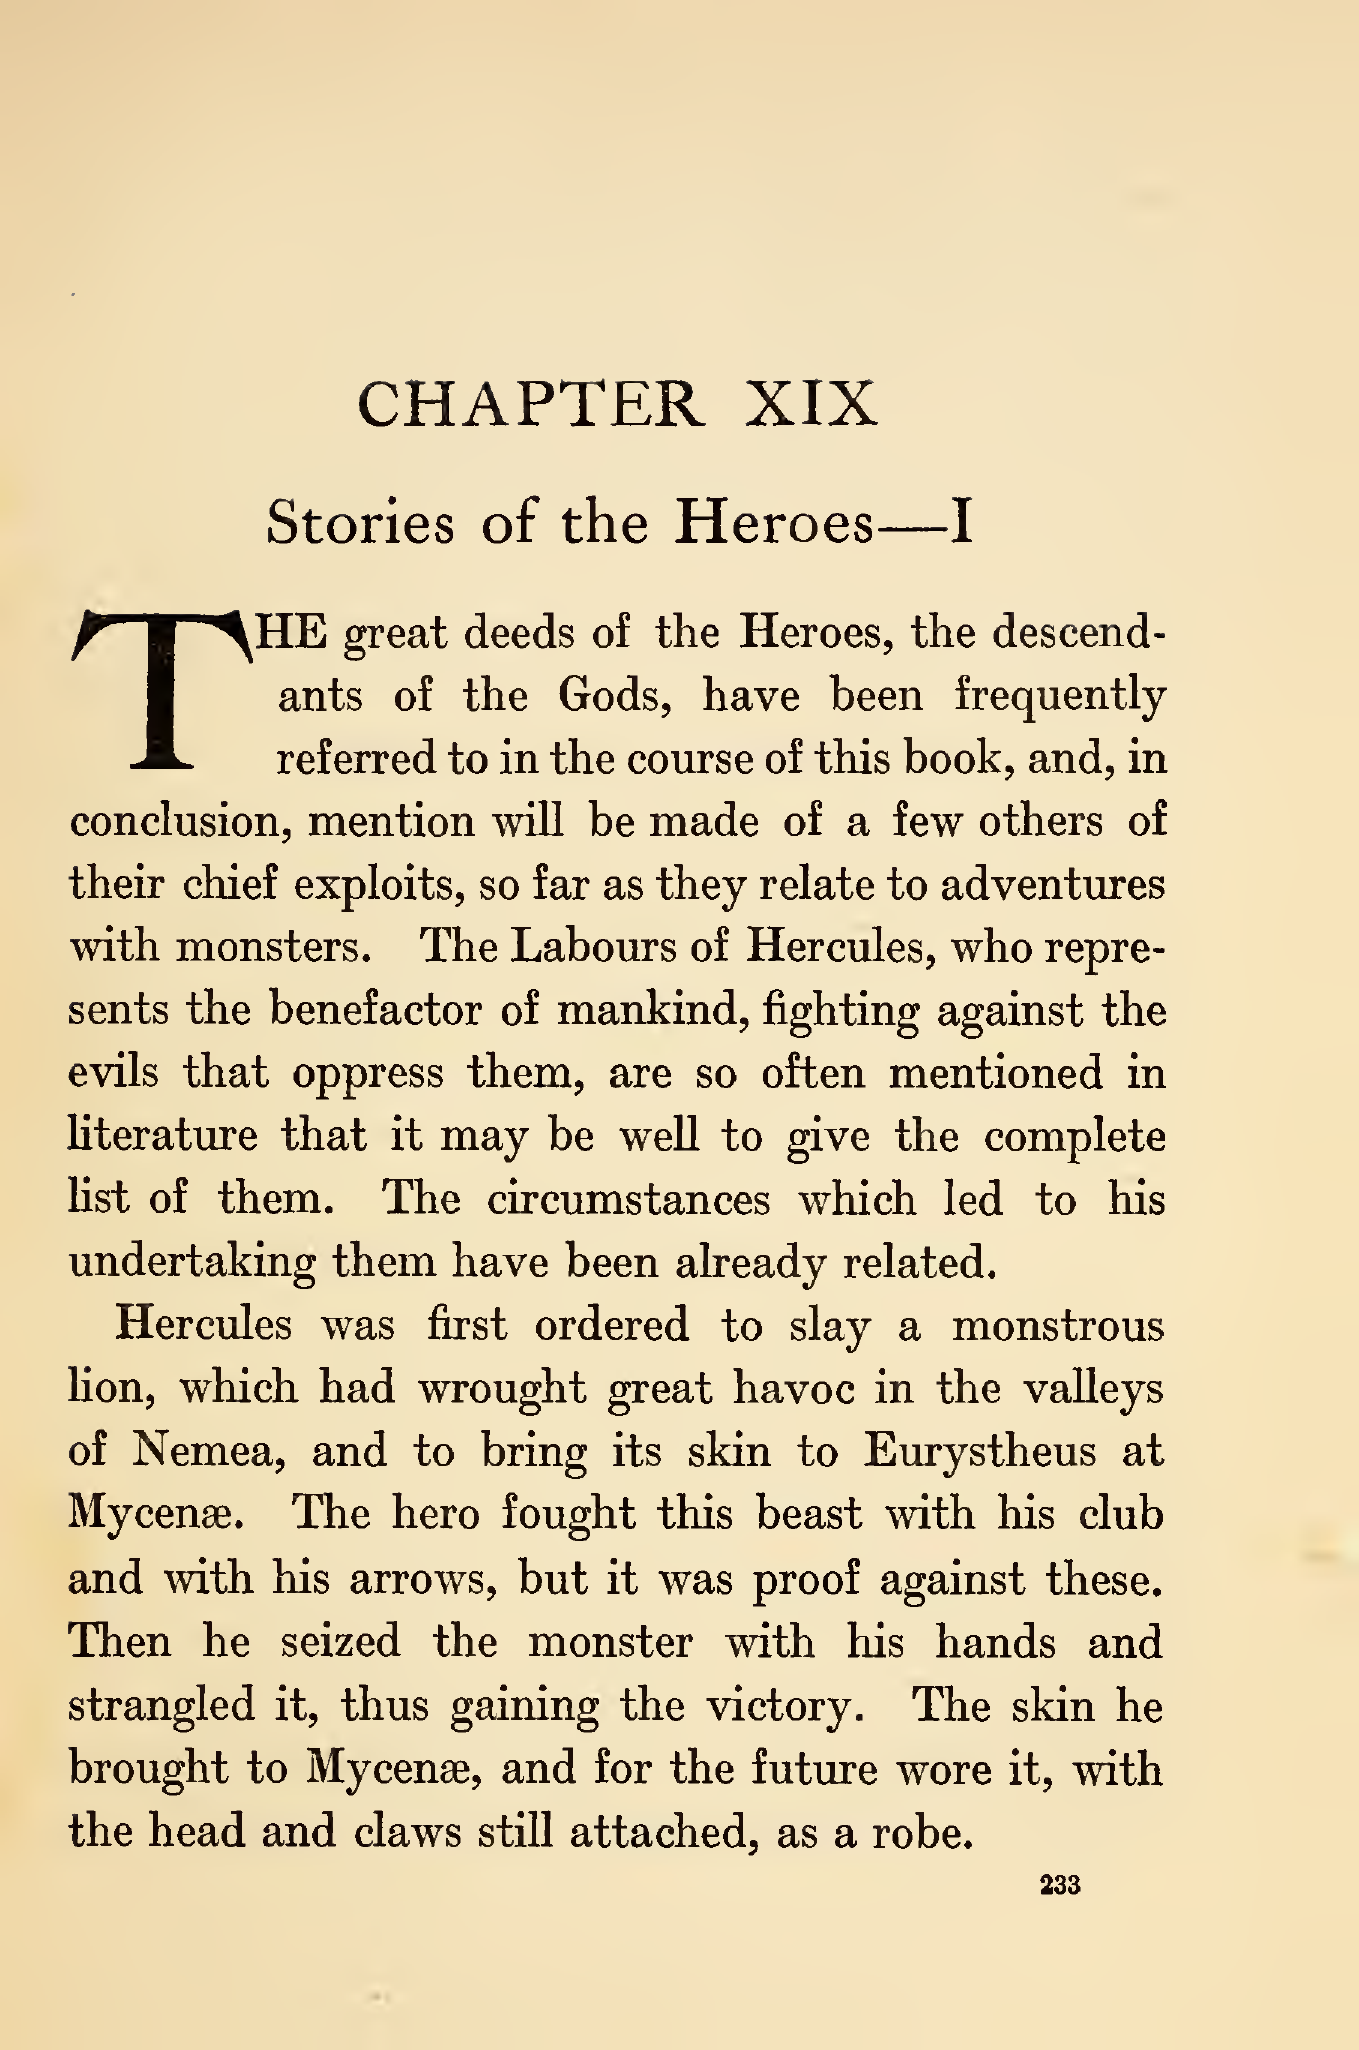 CHAPTER XIX
Stories of the Heroes—I
THE great deeds of the Heroes, the descend-
ants of the Gods, have been frequently
referred to in the course of this book, and, in
conclusion, mention will be made of a few others of
their chief exploits, so far as they relate to adventures
with monsters. The Labours of Hercules, who repre-
sents the benefactor of mankind, fighting against the
evils that oppress them, are so often mentioned in
literature that it may be well to give the complete
list of them. The circumstances which led to his
undertaking them have been already related.
Hercules was first ordered to slay a monstrous
lion, which had wrought great havoc in the valleys
of Nemea, and to bring its skin to Eurystheus at
Mycenæ. The hero fought this beast with his club
and with his arrows, but it was proof against these.
Then he seized the monster with his hands and
strangled it, thus gaining the victory. The skin he
brought to Mycenæ, and for the future wore it, with
the head and claws still attached, as a robe.
233